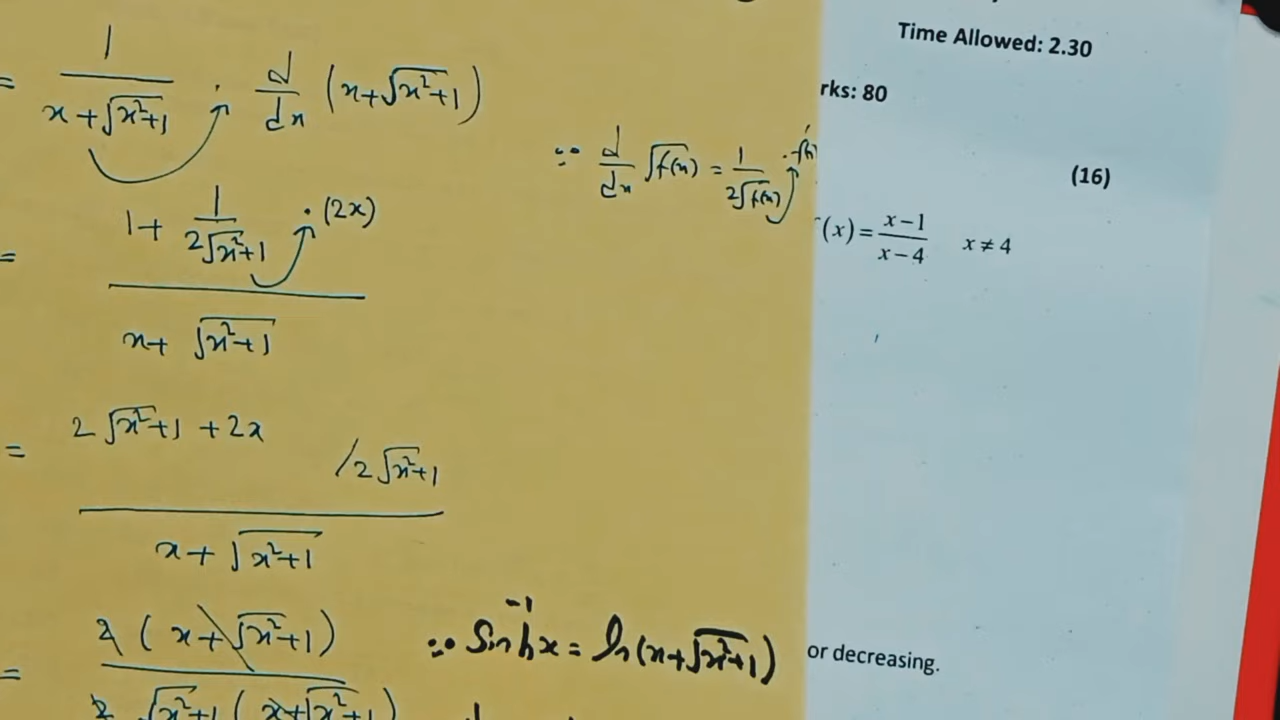 = 1/(x+√(x²+1)) · d/dx (x+√(x²+1))
∵ d/dx √f(x) = 1/(2√f(x)) ·
= (1+ 1/(2√(x²+1)) · (2x)) / (x+ √(x²+1))
= (2√(x²+1) +2x /2√(x²+1)) / (x+√(x²+1))
= 2(x+√(x²+1)) / 2 √(x²+1) (x+√(x²+1))
∵ Sinh⁻¹x = ln(x+√(x²+1))
Time Allowed: 2.30
rks: 80
(16)
(x) = (x−1)/(x−4) x ≠ 4
or decreasing.